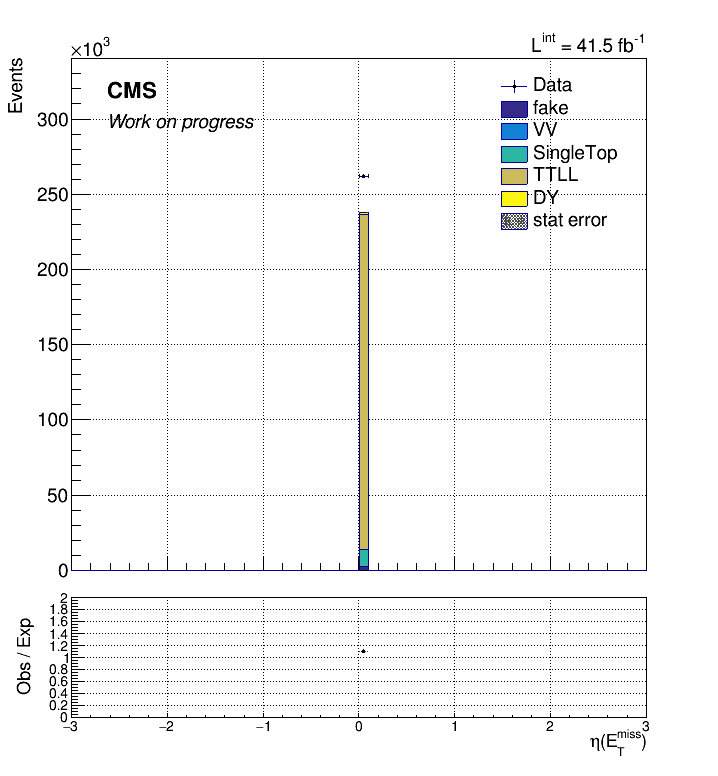 ×10³
L^int = 41.5 fb⁻¹
Events
CMS
Work on progress
Data
fake
VV
SingleTop
TTLL
DY
stat error
300
250
200
150
100
50
0
Obs / Exp
2
1.8
1.6
1.4
1.2
1
0.8
0.6
0.4
0.2
0
−3 −2 −1 0 1 2 3
η(E_T^miss)